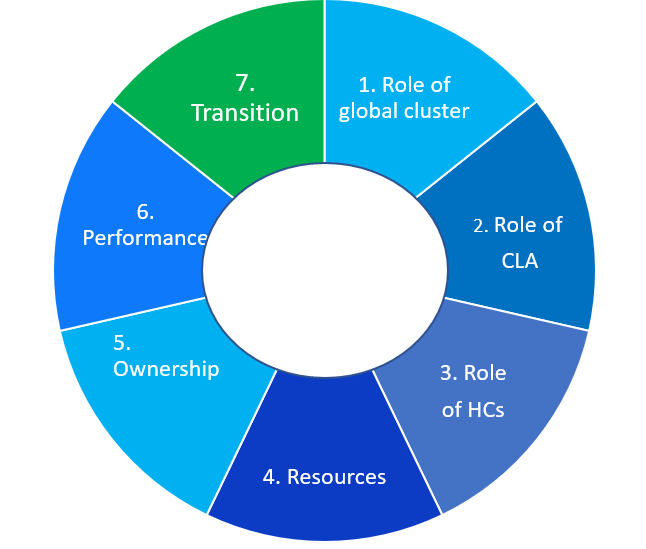 1. Role of
global cluster
2. Role of
CLA
3. Role
of HCs
4. Resources
5.
Ownership
6.
Performance
7.
Transition